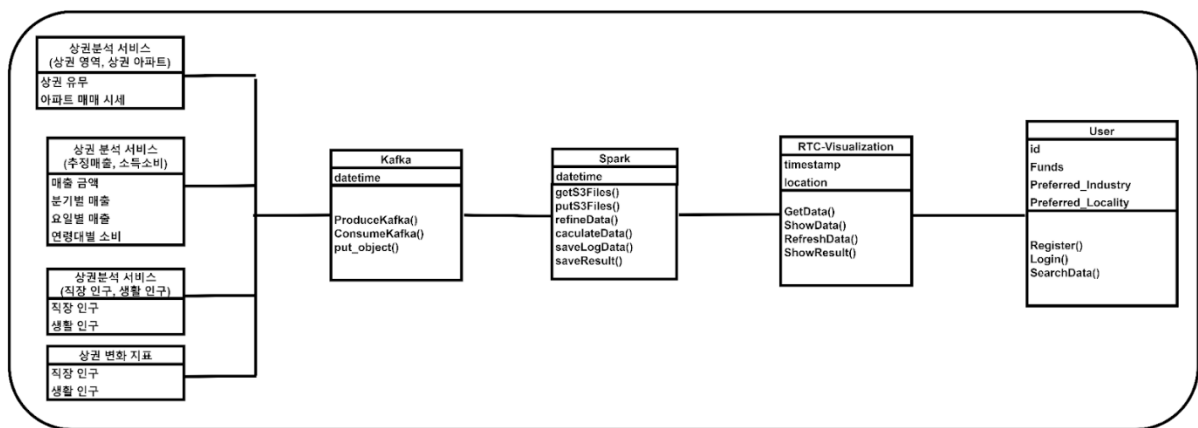 상권분석 서비스
(상권 영역, 상권 아파트)
상권 유무
아파트 매매 시세
상권 분석 서비스
(추정매출, 소득소비)
매출 금액
분기별 매출
요일별 매출
연령대별 소비
상권분석 서비스
(직장 인구, 생활 인구)
직장 인구
생활 인구
상권 변화 지표
직장 인구
생활 인구
Kafka
datetime
ProduceKafka()
ConsumeKafka()
put_object()
Spark
datetime
getS3Files()
putS3Files()
refineData()
caculateData()
saveLogData()
saveResult()
RTC-Visualization
timestamp
location
GetData()
ShowData()
RefreshData()
ShowResult()
User
id
Funds
Preferred_Industry
Preferred_Locality
Register()
Login()
SearchData()